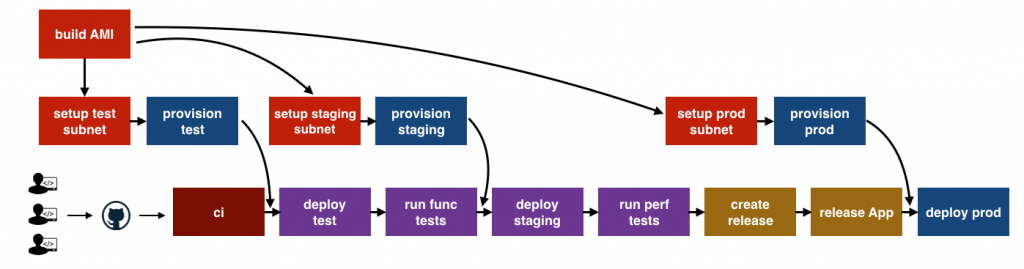 build AMI
setup test
subnet
provision
test
setup staging
subnet
provision
staging
setup prod
subnet
provision
prod
</>
</>
</>
ci
deploy
test
run func
tests
deploy
staging
run perf
tests
create
release
release App
deploy prod